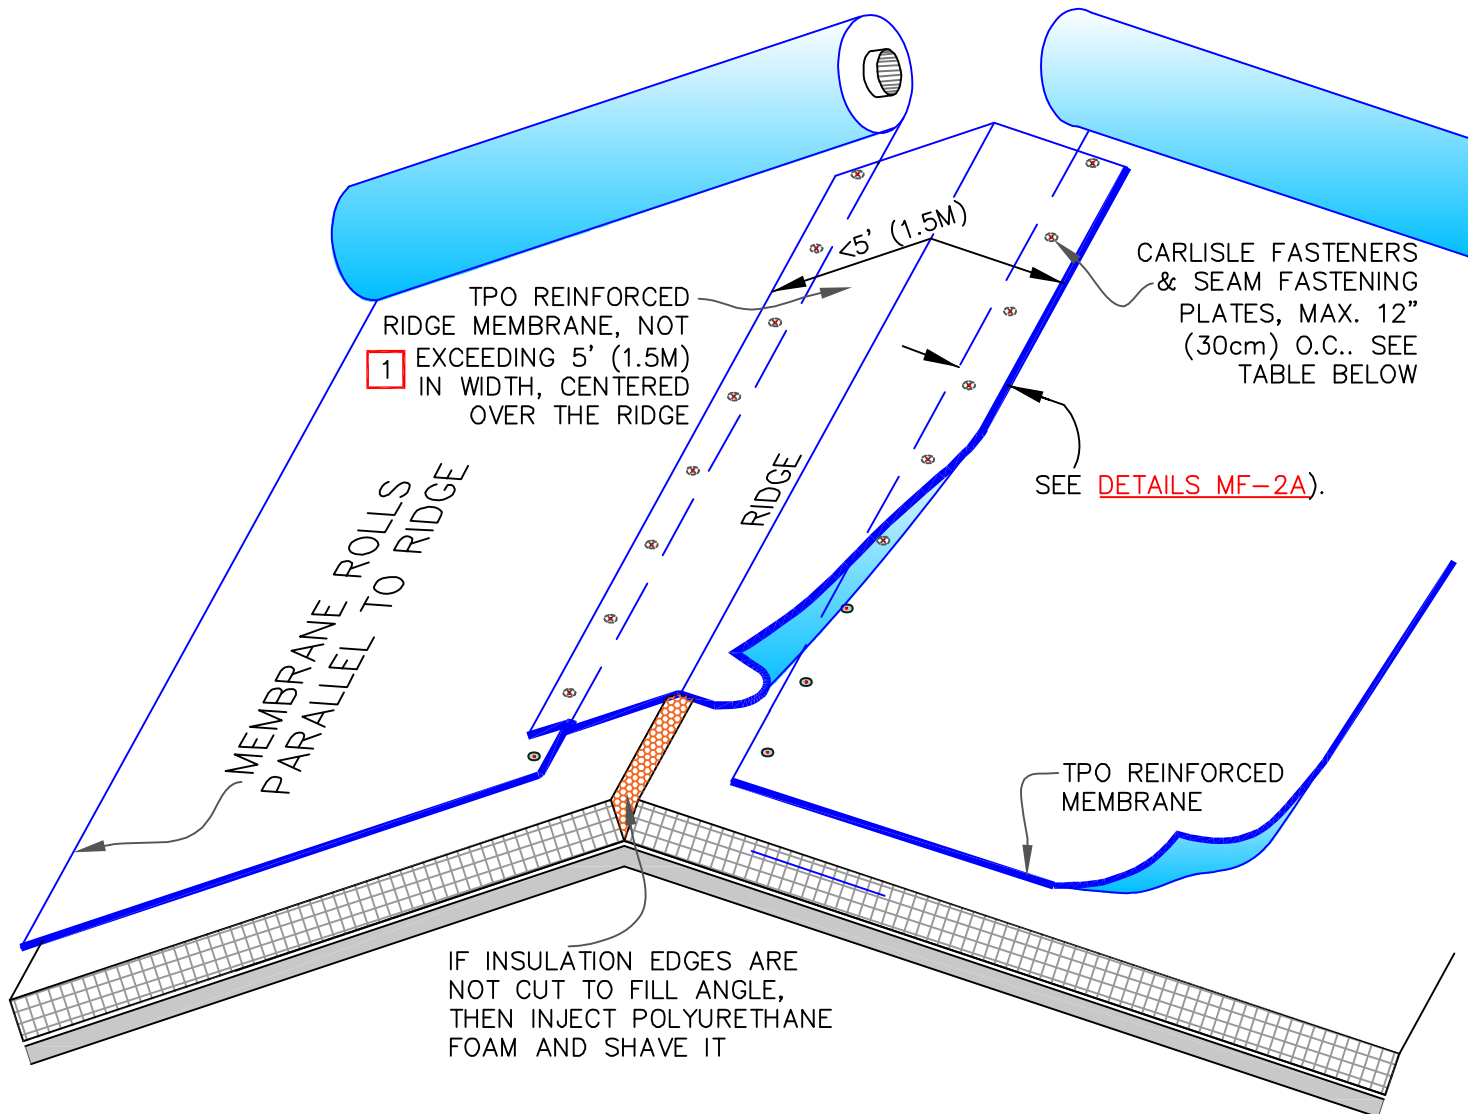 <5' (1.5M)
TPO REINFORCED
RIDGE MEMBRANE, NOT
1 EXCEEDING 5' (1.5M)
IN WIDTH, CENTERED
OVER THE RIDGE
CARLISLE FASTENERS
& SEAM FASTENING
PLATES, MAX. 12"
(30cm) O.C.. SEE
TABLE BELOW
SEE DETAILS MF-2A).
RIDGE
MEMBRANE ROLLS
PARALLEL TO RIDGE
TPO REINFORCED
MEMBRANE
IF INSULATION EDGES ARE
NOT CUT TO FILL ANGLE,
THEN INJECT POLYURETHANE
FOAM AND SHAVE IT